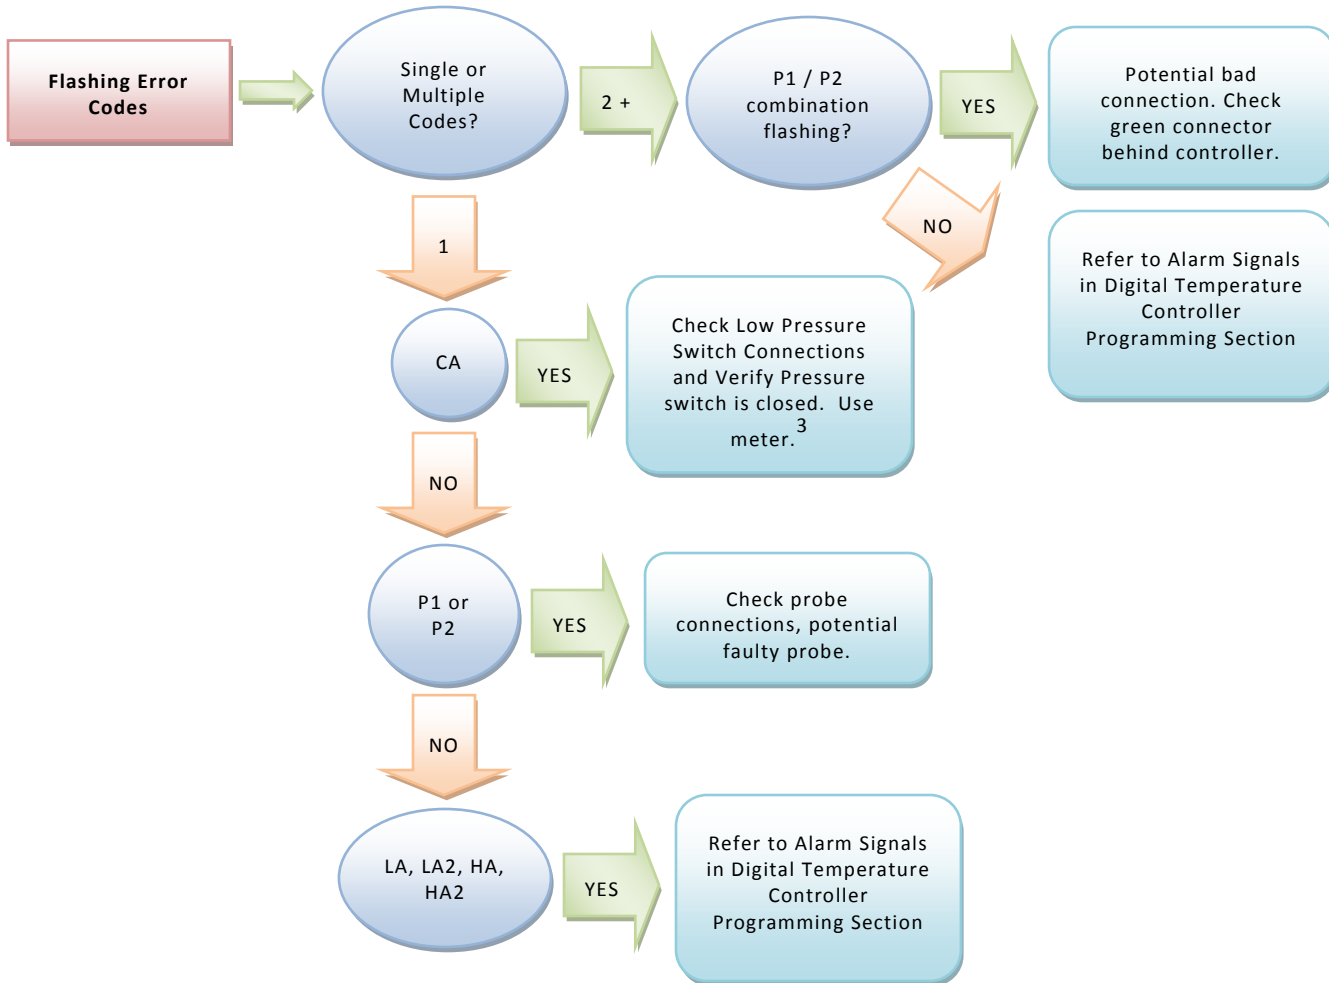 Flashing Error
Codes
Single or
Multiple
Codes?
2 +
P1 / P2
combination
flashing?
YES
Potential bad
connection. Check
green connector
behind controller.
NO
Refer to Alarm Signals
in Digital Temperature
Controller
Programming Section
1
CA
YES
Check Low Pressure
Switch Connections
and Verify Pressure
switch is closed. Use
meter.3
NO
P1 or
P2
YES
Check probe
connections, potential
faulty probe.
NO
LA, LA2, HA,
HA2
YES
Refer to Alarm Signals
in Digital Temperature
Controller
Programming Section